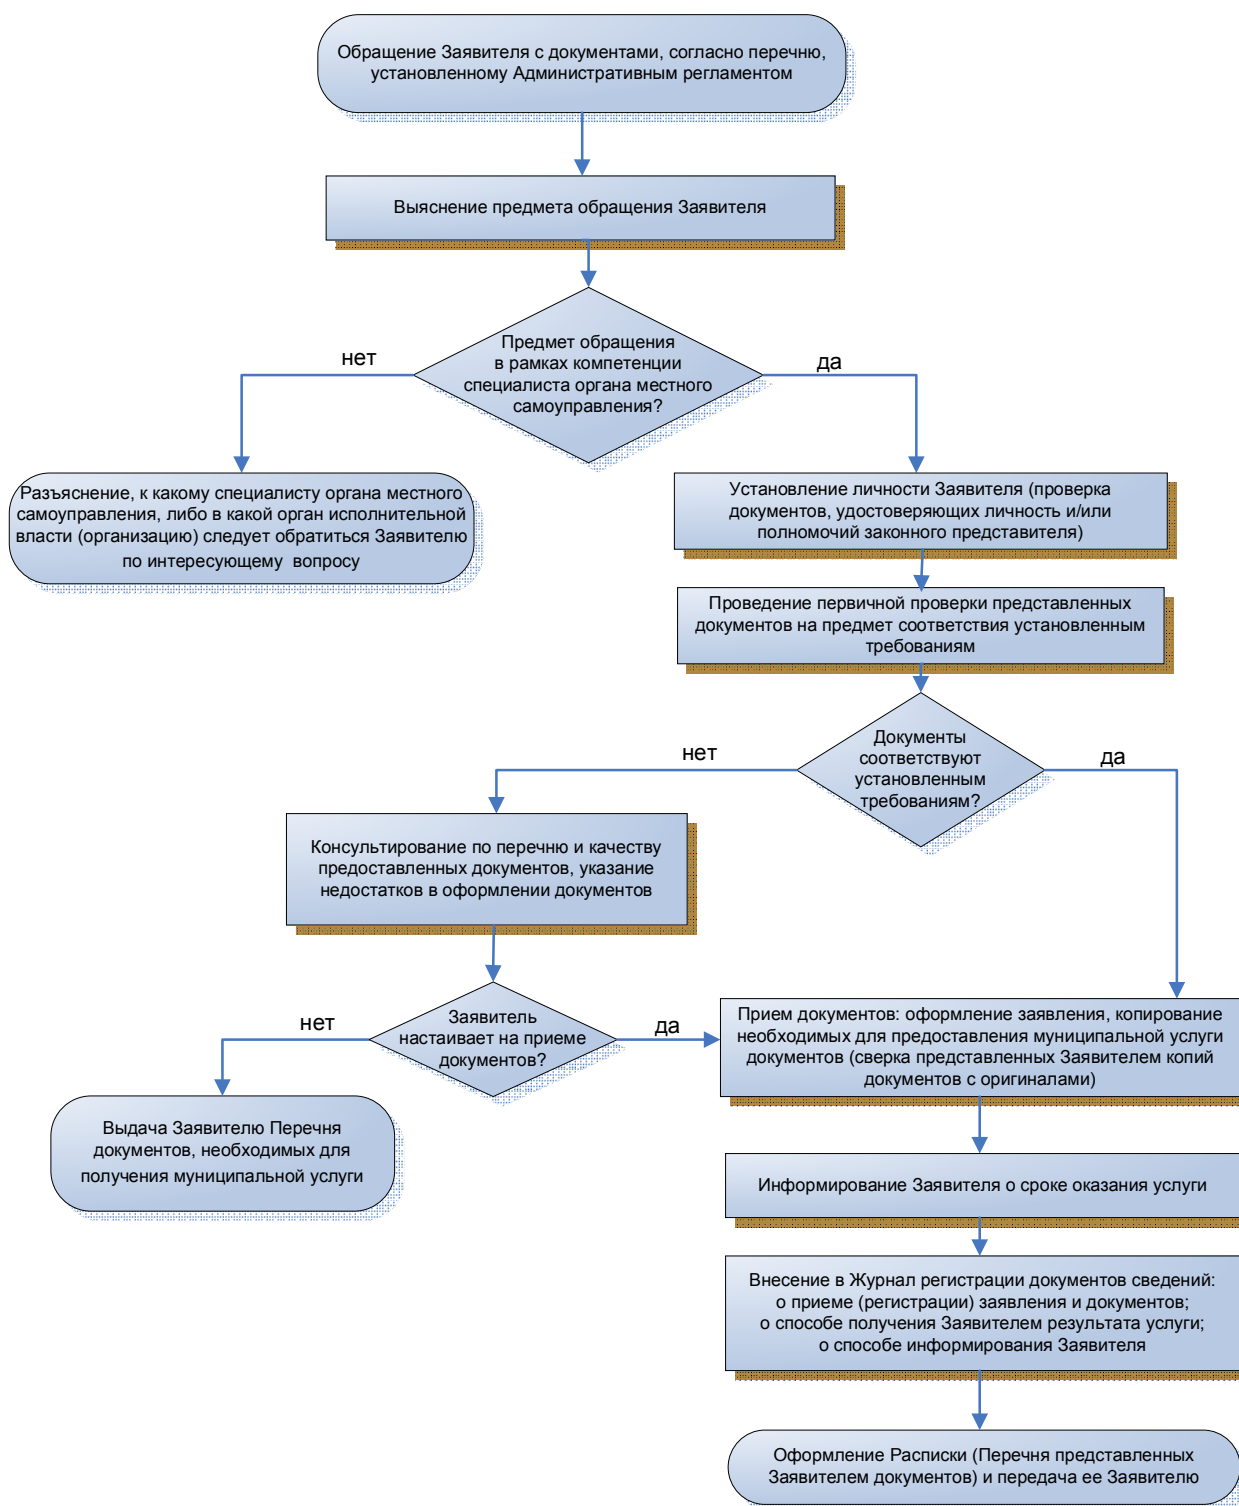 Обращение Заявителя с документами, согласно перечню,
установленному Административным регламентом
Выяснение предмета обращения Заявителя
Предмет обращения
в рамках компетенции
специалиста органа местного
самоуправления?
нет
да
Разъяснение, к какому специалисту органа местного
самоуправления, либо в какой орган исполнительной
власти (организацию) следует обратиться Заявителю
по интересующему вопросу
Установление личности Заявителя (проверка
документов, удостоверяющих личность и/или
полномочий законного представителя)
Проведение первичной проверки представленных
документов на предмет соответствия установленным
требованиям
Документы
соответствуют
установленным
требованиям?
нет
да
Консультирование по перечню и качеству
предоставленных документов, указание
недостатков в оформлении документов
Заявитель
настаивает на приеме
документов?
нет
да
Прием документов: оформление заявления, копирование
необходимых для предоставления муниципальной услуги
документов (сверка представленных Заявителем копий
документов с оригиналами)
Выдача Заявителю Перечня
документов, необходимых для
получения муниципальной услуги
Информирование Заявителя о сроке оказания услуги
Внесение в Журнал регистрации документов сведений:
о приеме (регистрации) заявления и документов;
о способе получения Заявителем результата услуги;
о способе информирования Заявителя
Оформление Расписки (Перечня представленных
Заявителем документов) и передача ее Заявителю